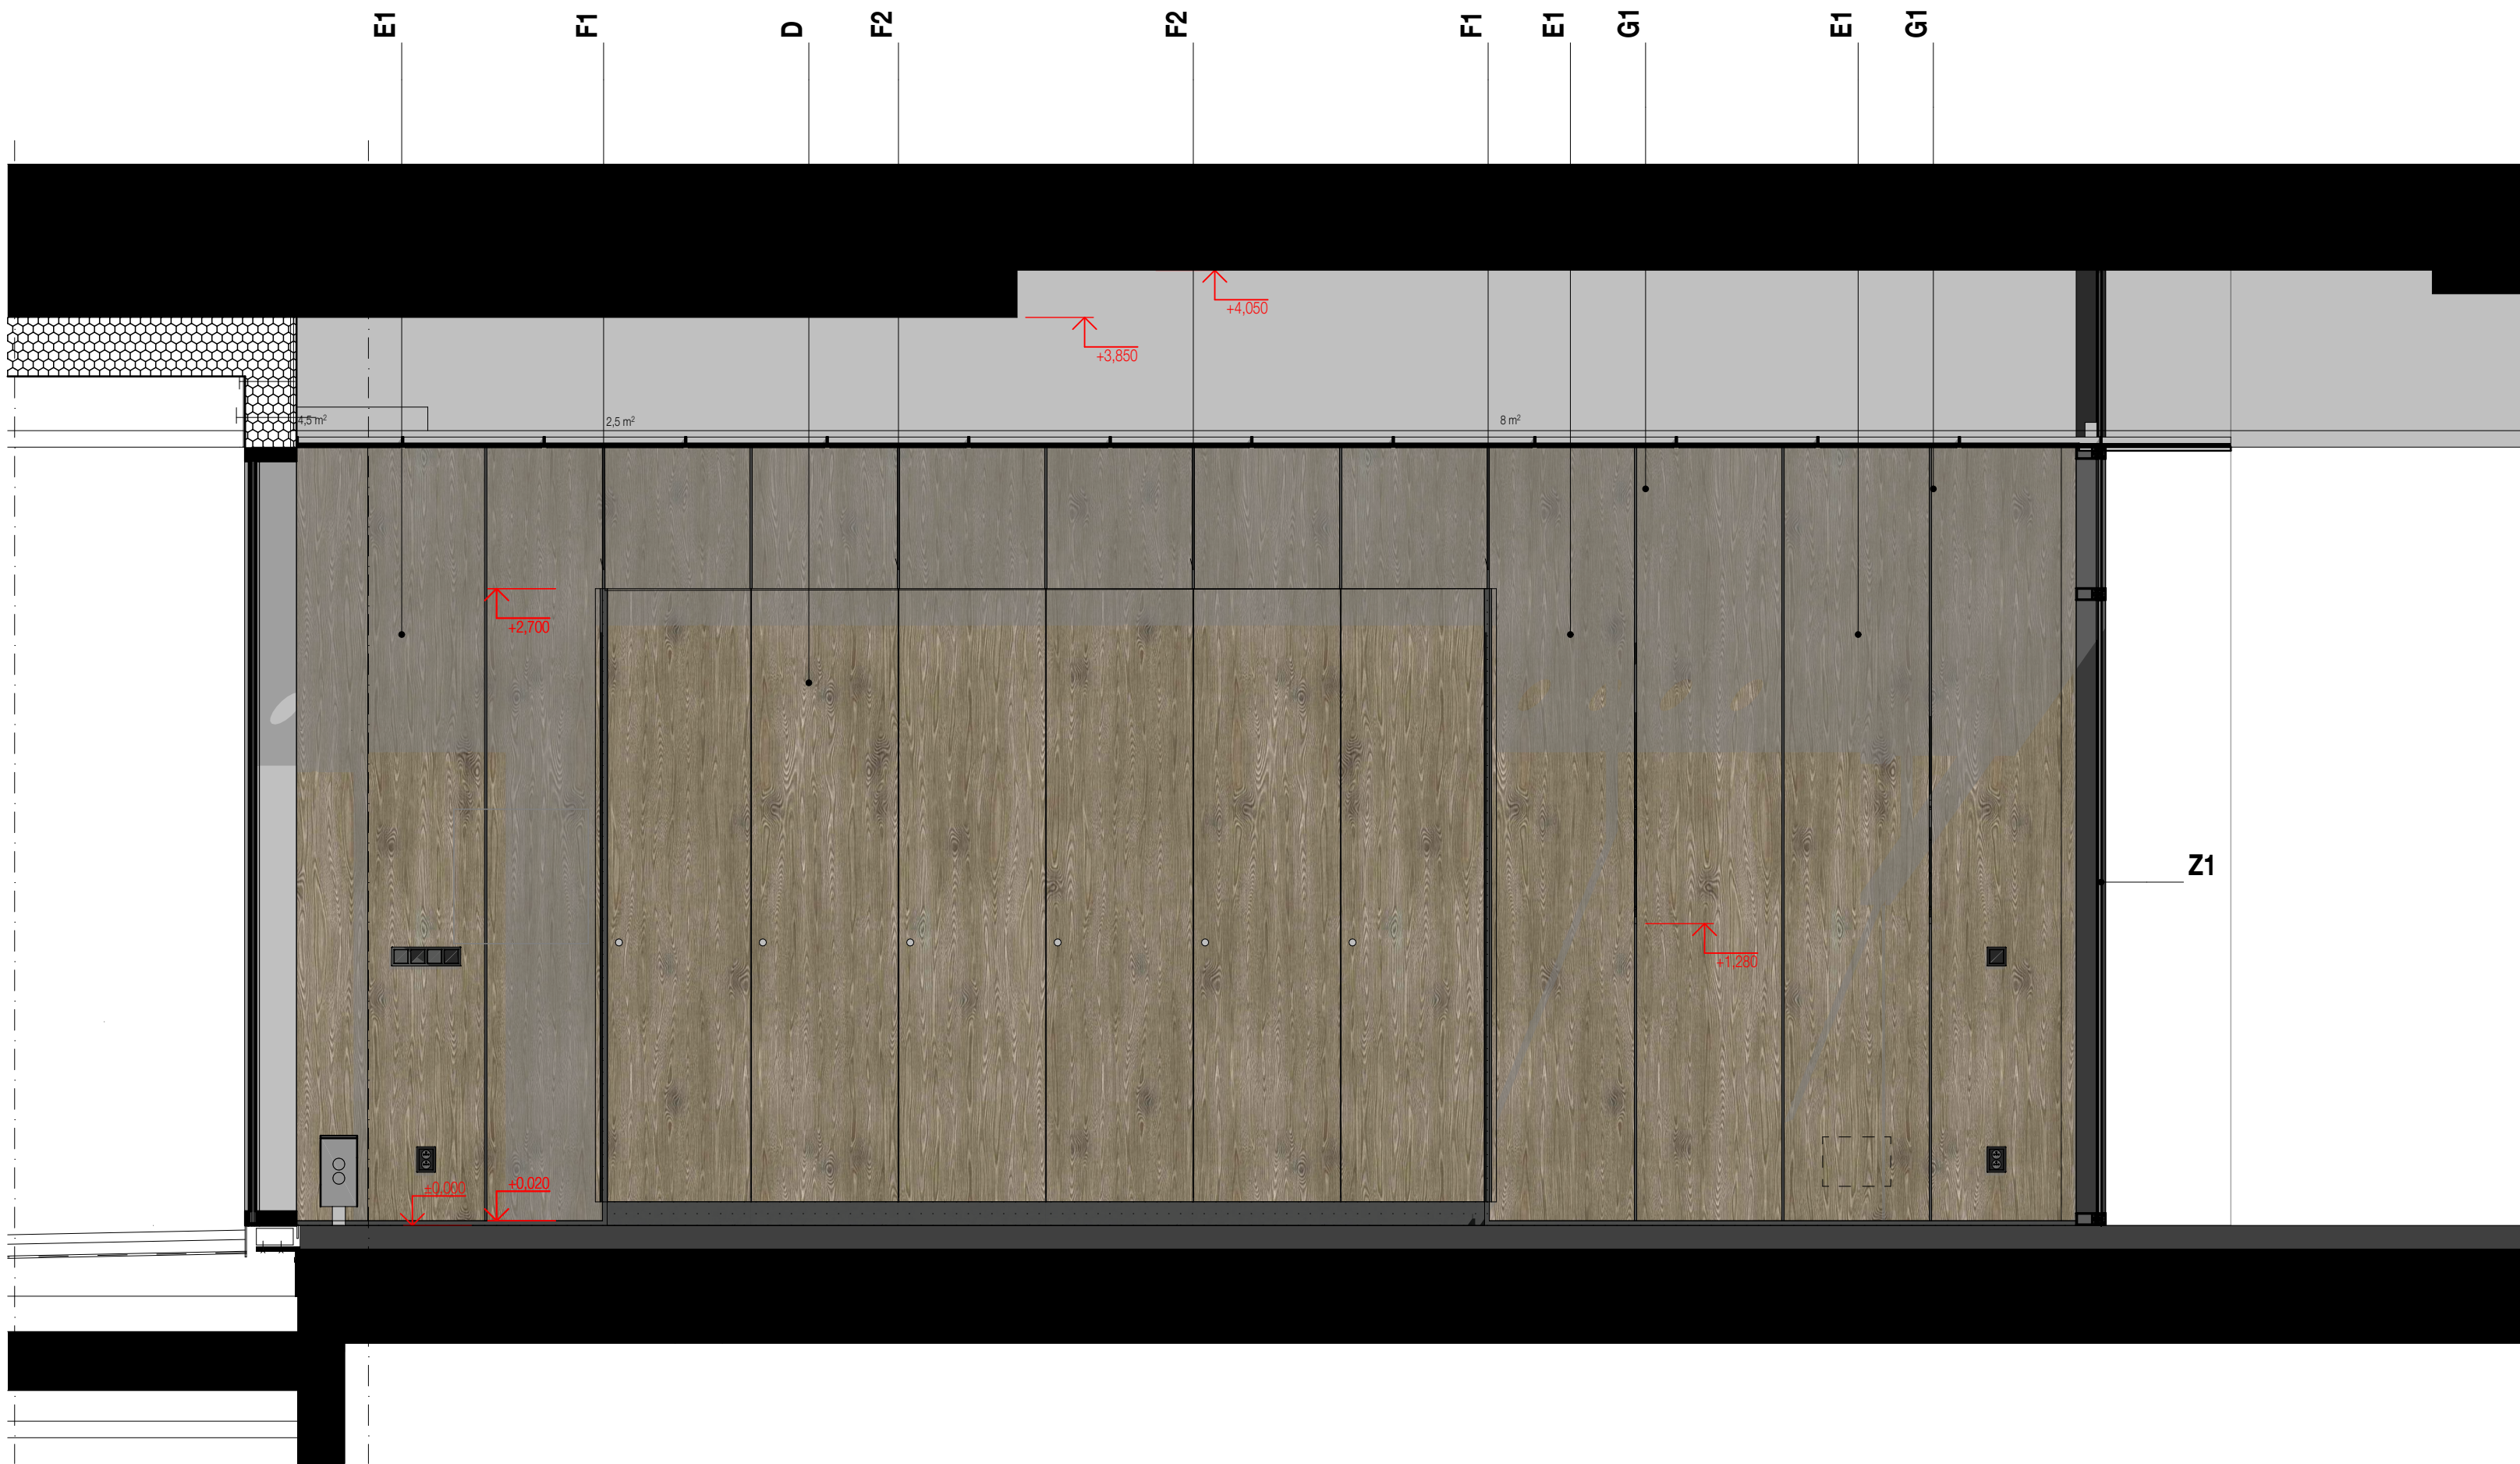 E1 F1 D F2 F2 F1 E1 G1 E1 G1
+4,050
+3,850
4,5 m²
2,5 m²
8 m²
+2,700
Z1
+1,280
±0,000
+0,020